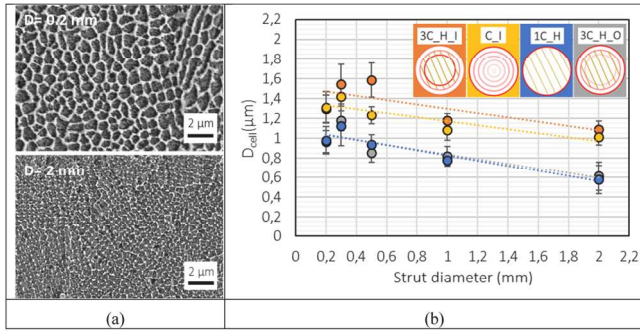 D= 0.2 mm
2 μm
D= 2 mm
2 μm
(a)
2,2
2
1,8
1,6
1,4
1,2
1
0,8
0,6
0,4
0,2
0
D_cell (μm)
3C_H_I
C_I
1C_H
3C_H_O
0 0,2 0,4 0,6 0,8 1 1,2 1,4 1,6 1,8 2 2,2
Strut diameter (mm)
(b)